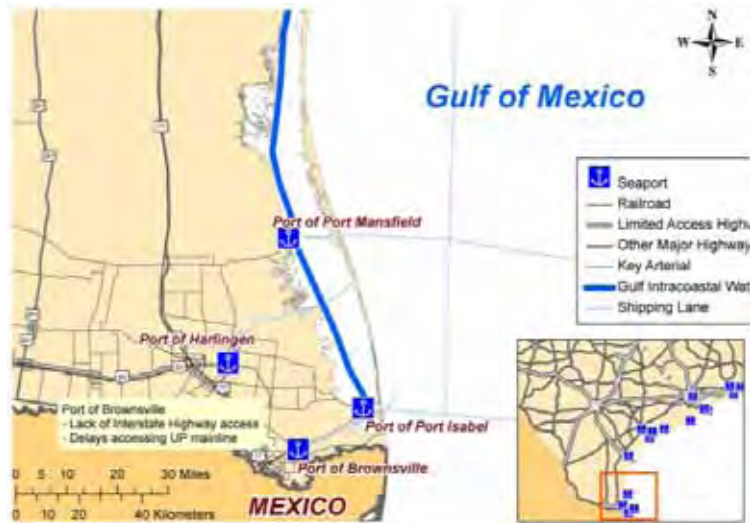 N
W E
S
Gulf of Mexico
Seaport
Railroad
Limited Access Highw
Other Major Highway
Key Arterial
Gulf Intracoastal Wat
Shipping Lane
Port of Port Mansfield
Port of Harlingen
Port of Brownsville
- Lack of Interstate Highway access
- Delays accessing UP mainline
Port of Port Isabel
Port of Brownsville
0 5 10 20 30 Miles
0 10 20 40 Kilometers
MEXICO